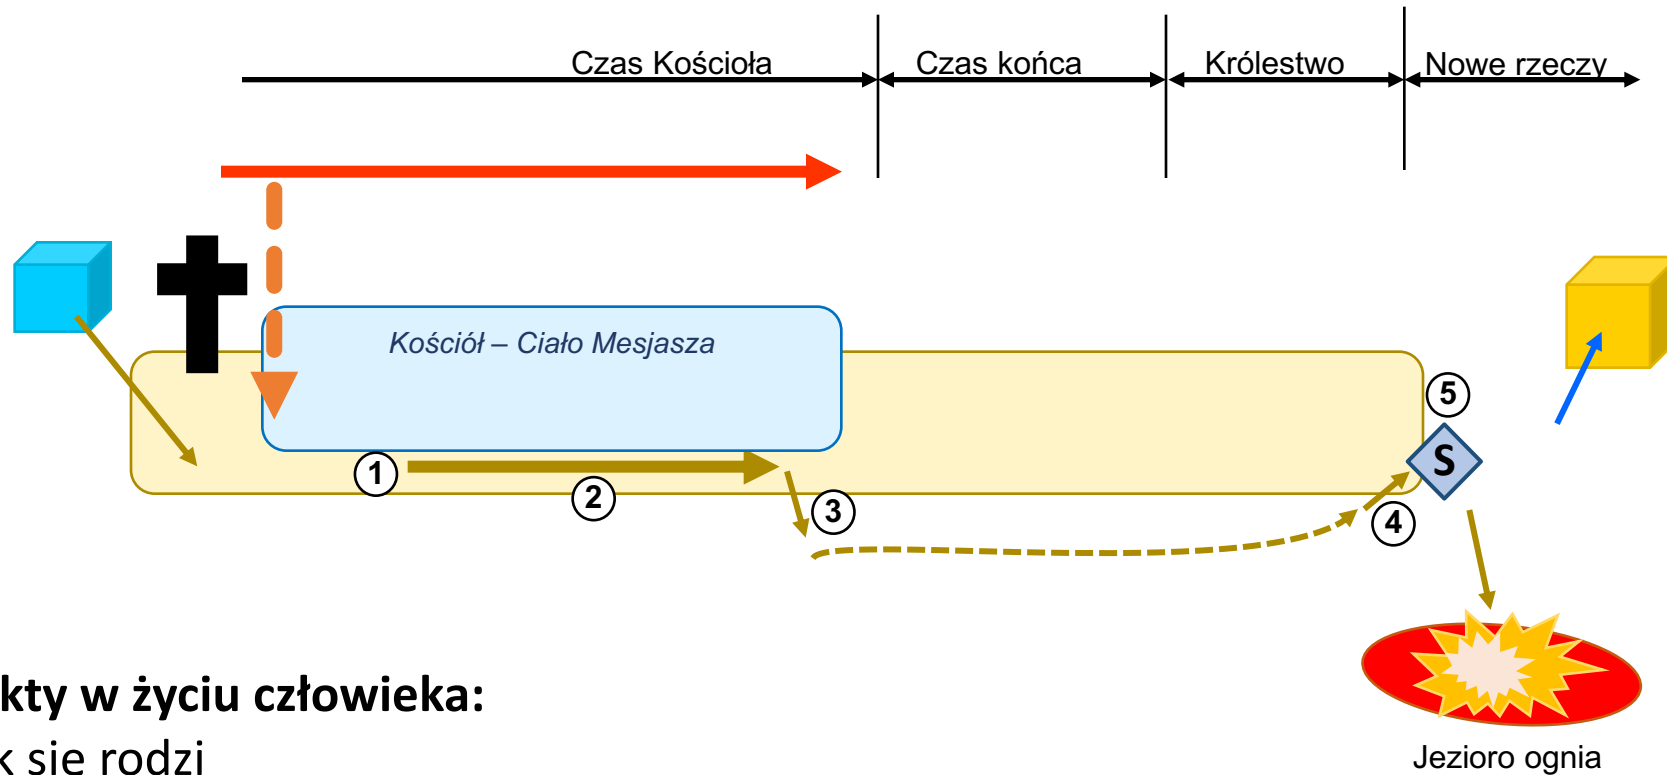 Czas Kościoła
Czas końca
Królestwo
Nowe rzeczy
Kościół – Ciało Mesjasza
5
S
1
2
3
4
kty w życiu człowieka:
k się rodzi
Jezioro ognia